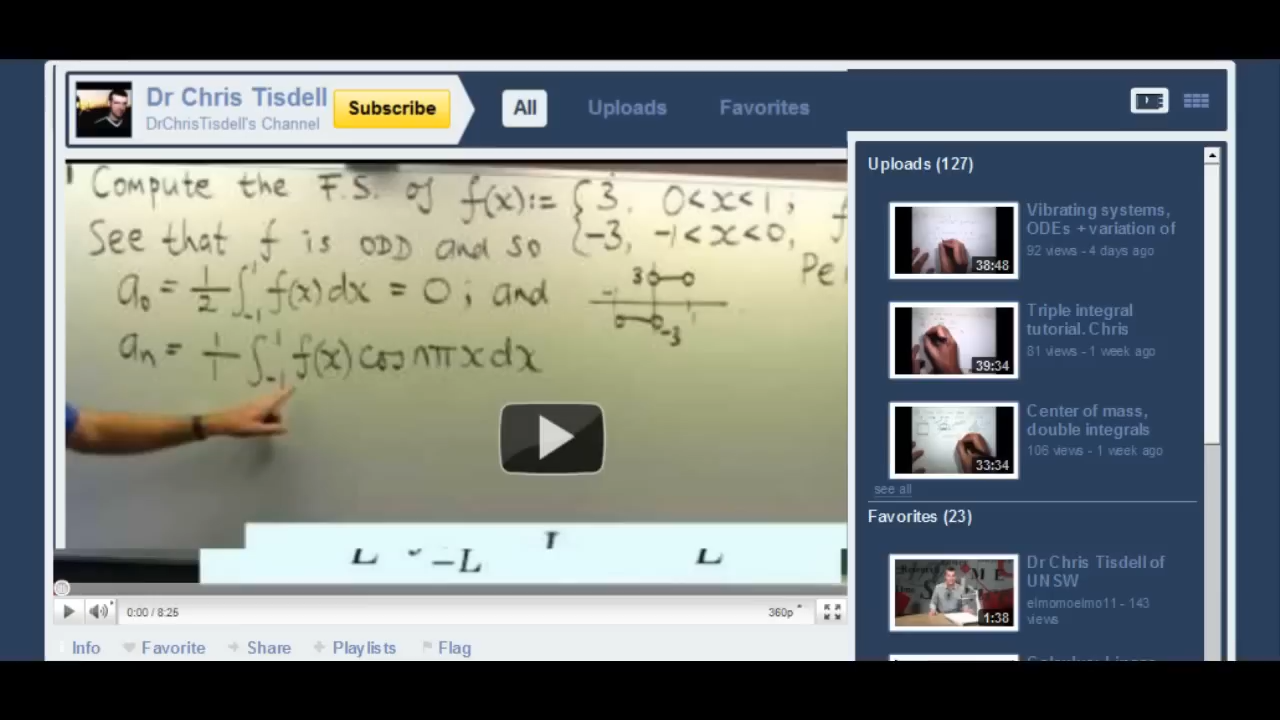 Dr Chris Tisdell
DrChrisTisdell's Channel
Subscribe
All
Uploads
Favorites
Compute the F.S. of f(x):= { 3, 0<x<1; f
See that f is ODD and so { -3, -1<x<0, Pe
a₀ = 1/2 ∫₋₁¹ f(x)dx = 0; and
aₙ = 1/1 ∫₋₁¹ f(x) cos nπx dx
3
-1
1
-3
L
-L
L
0:00 / 8:25
360p
Info
Favorite
Share
Playlists
Flag
Uploads (127)
Vibrating systems,
ODEs + variation of
92 views - 4 days ago
38:48
Triple integral
tutorial. Chris
81 views - 1 week ago
39:34
Center of mass,
double integrals
106 views - 1 week ago
33:34
see all
Favorites (23)
Dr Chris Tisdell of
UNSW
elmomoelmo11 - 143
views
1:38